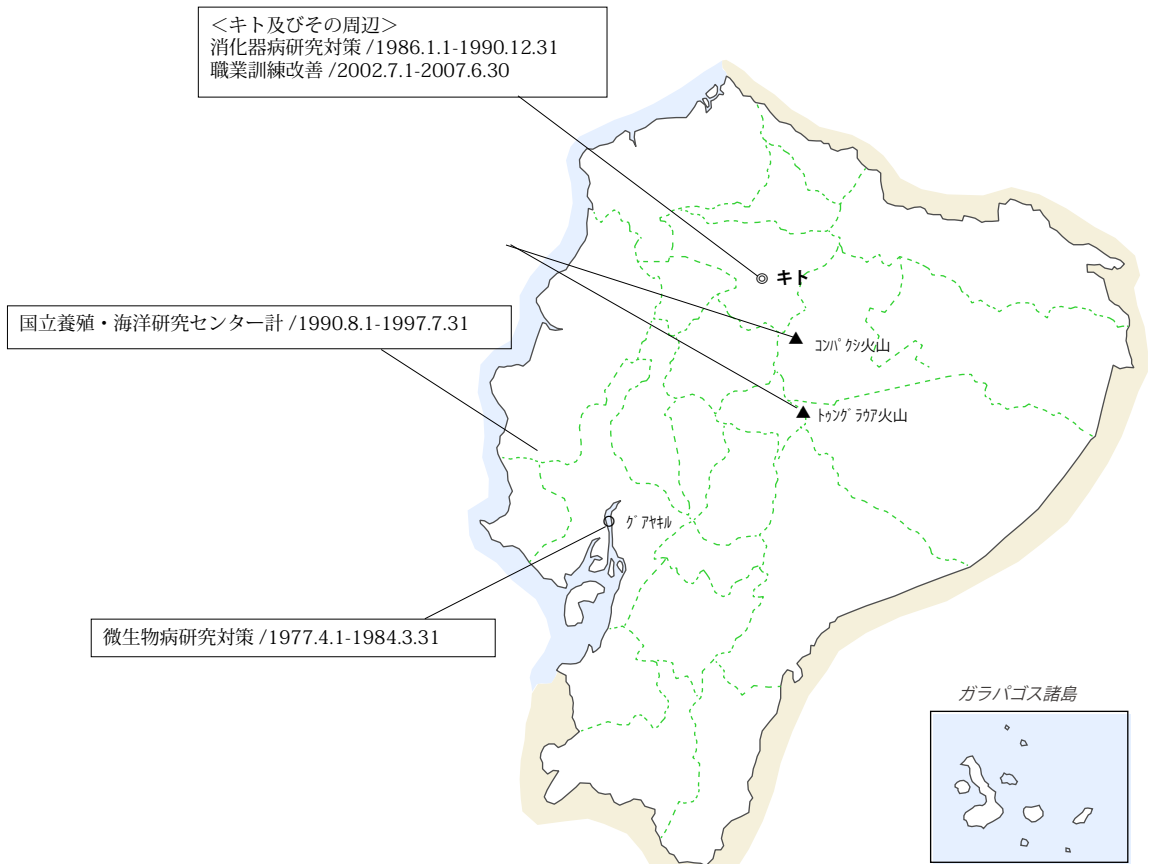 <キト及びその周辺>
消化器病研究対策 /1986.1.1-1990.12.31
職業訓練改善 /2002.7.1-2007.6.30
キト
国立養殖・海洋研究センター計 /1990.8.1-1997.7.31
コンパクシ火山
トゥングラウア火山
グアヤキル
微生物病研究対策 /1977.4.1-1984.3.31
ガラパゴス諸島